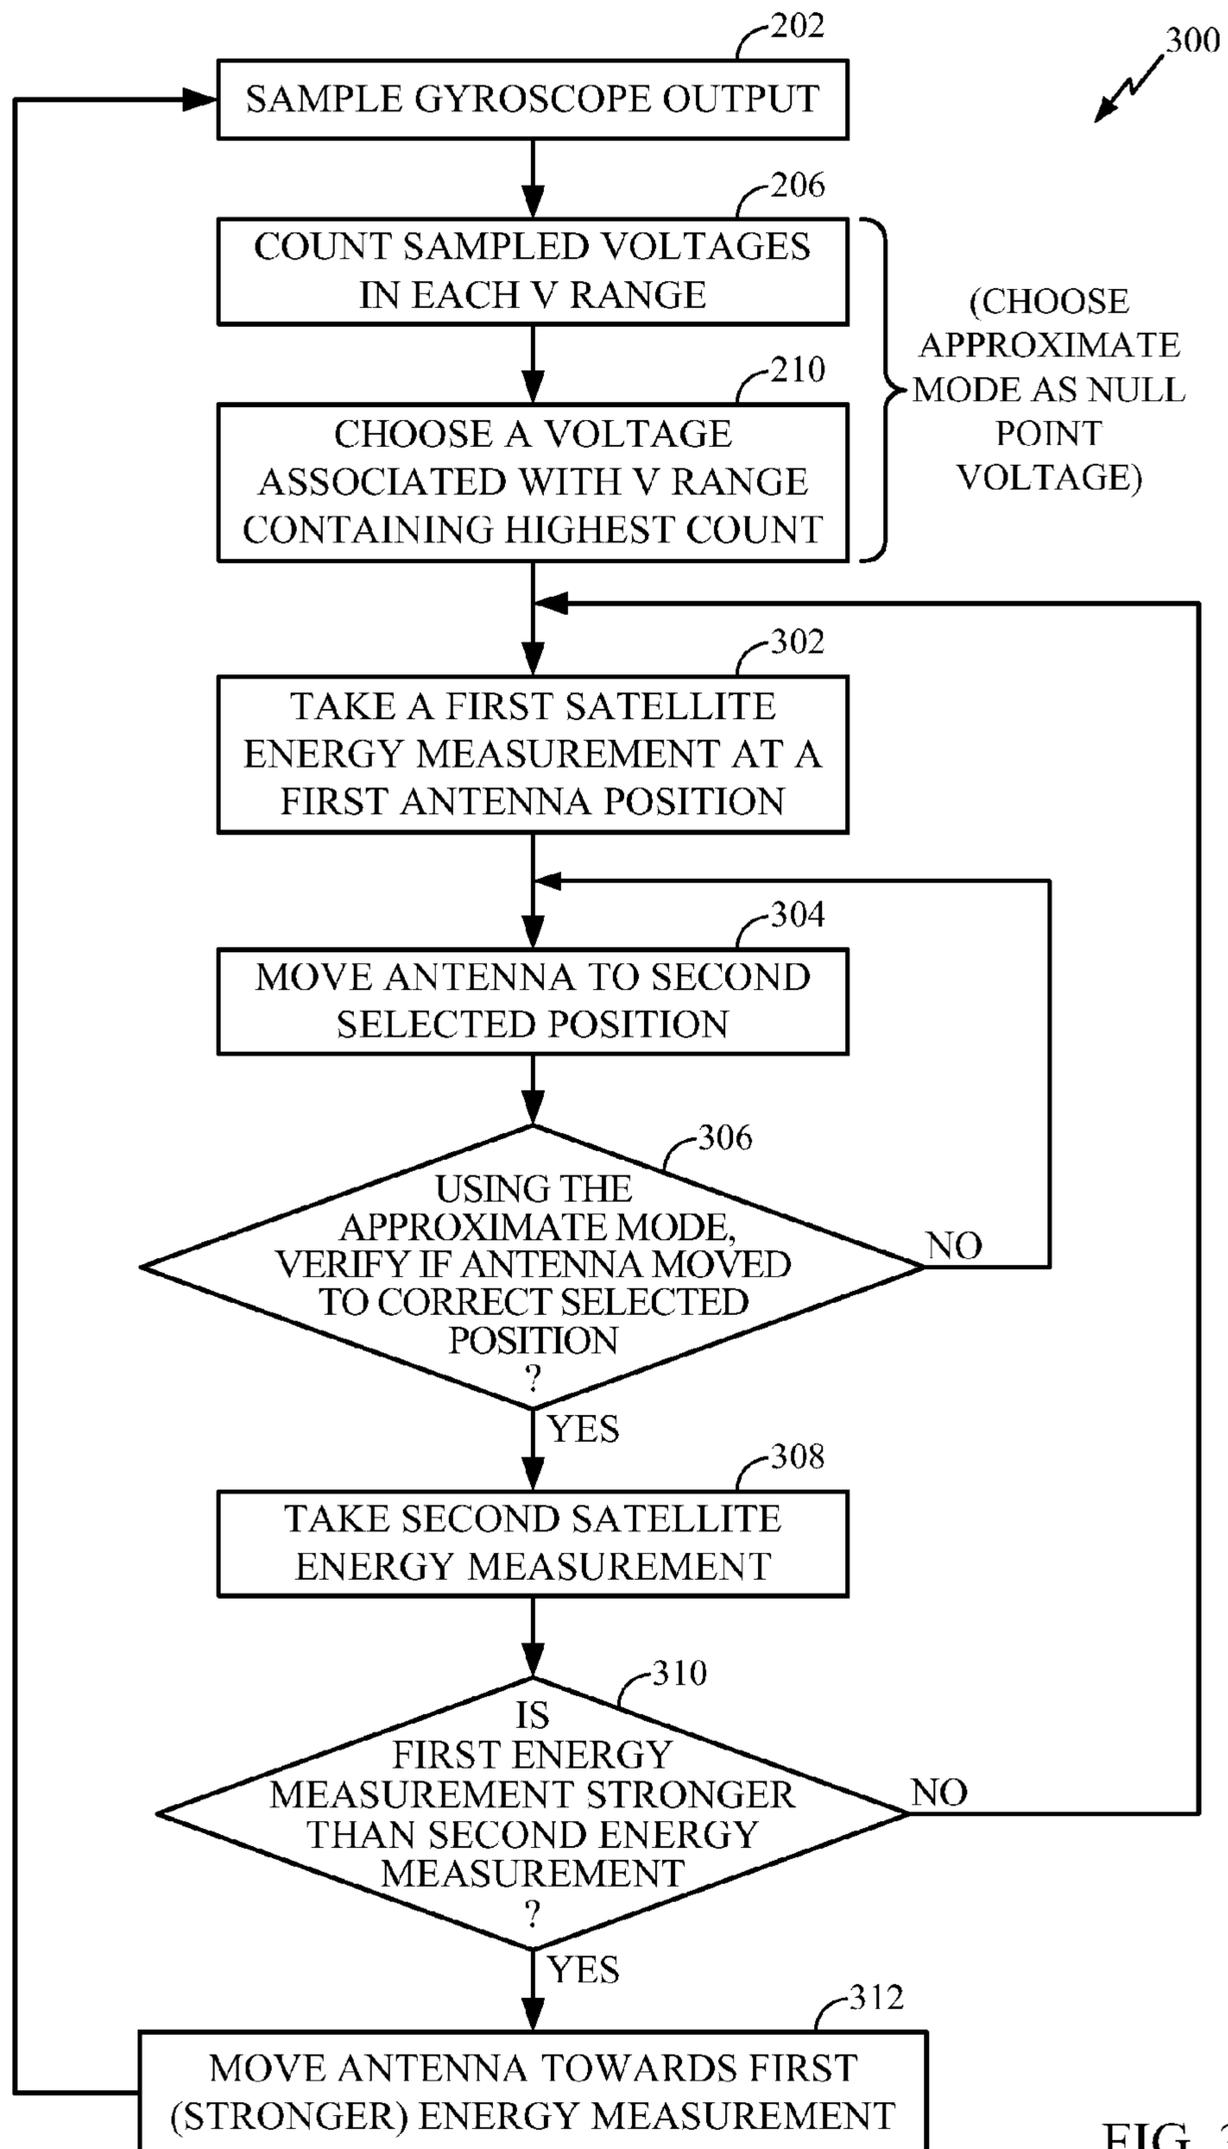 202
300
SAMPLE GYROSCOPE OUTPUT
206
COUNT SAMPLED VOLTAGES
IN EACH V RANGE
(CHOOSE
APPROXIMATE
MODE AS NULL
POINT
VOLTAGE)
210
CHOOSE A VOLTAGE
ASSOCIATED WITH V RANGE
CONTAINING HIGHEST COUNT
302
TAKE A FIRST SATELLITE
ENERGY MEASUREMENT AT A
FIRST ANTENNA POSITION
304
MOVE ANTENNA TO SECOND
SELECTED POSITION
306
USING THE
APPROXIMATE MODE,
VERIFY IF ANTENNA MOVED
TO CORRECT SELECTED
POSITION
?
NO
YES
308
TAKE SECOND SATELLITE
ENERGY MEASUREMENT
310
IS
FIRST ENERGY
MEASUREMENT STRONGER
THAN SECOND ENERGY
MEASUREMENT
?
NO
YES
312
MOVE ANTENNA TOWARDS FIRST
(STRONGER) ENERGY MEASUREMENT
FIG.